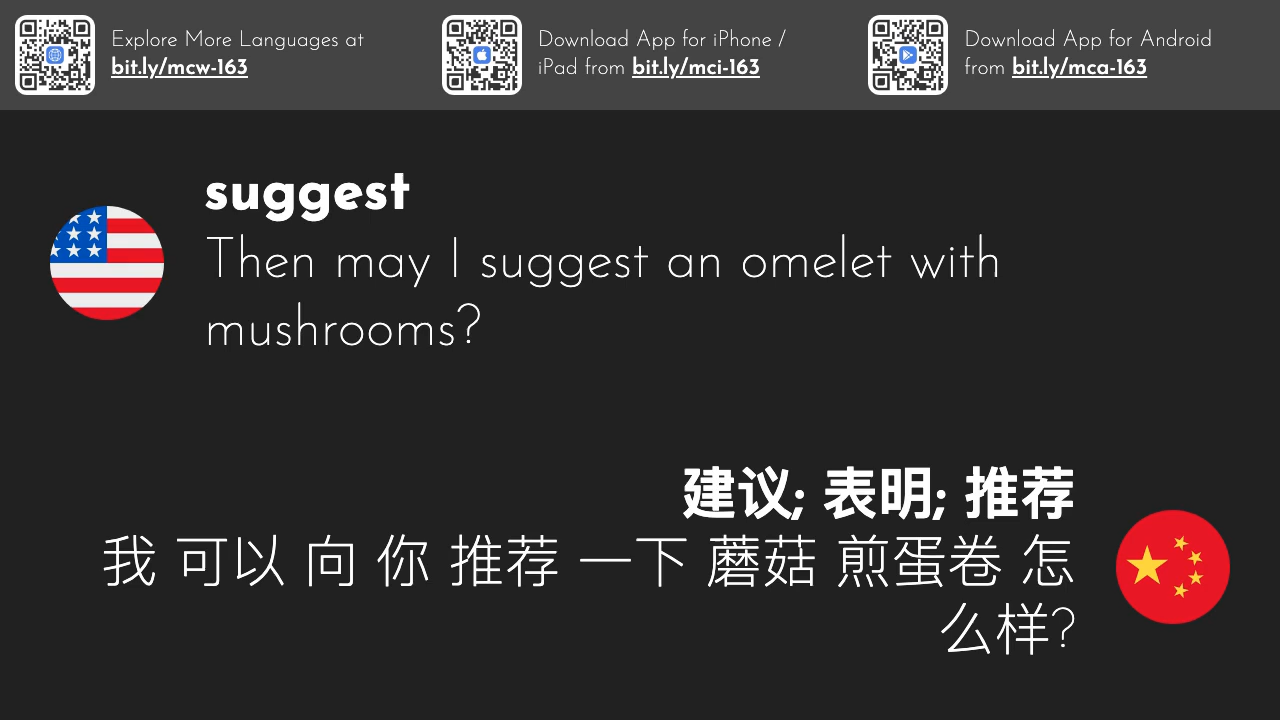 Explore More Languages at
bit.ly/mcw-163
Download App for iPhone /
iPad from bit.ly/mci-163
Download App for Android
from bit.ly/mca-163
suggest
Then may I suggest an omelet with
mushrooms?
建议; 表明; 推荐
我 可以 向 你 推荐 一下 蘑菇 煎蛋卷 怎
么样?